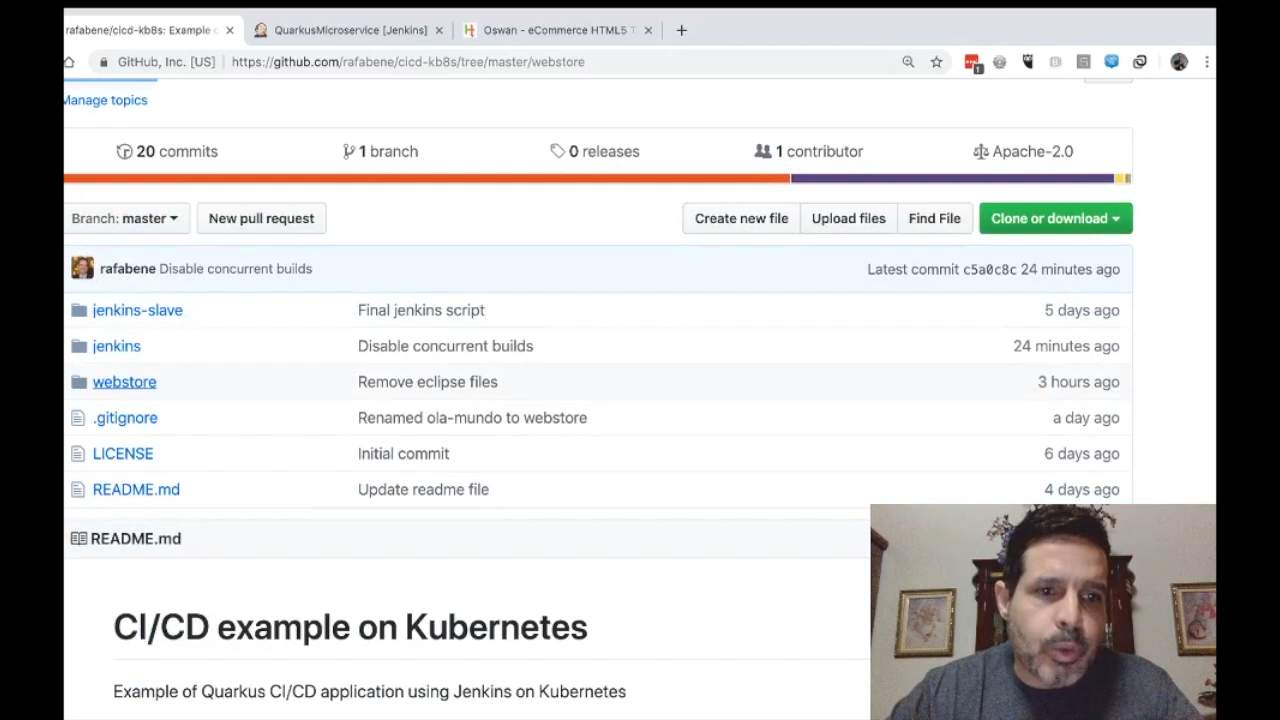 rafabene/cicd-kb8s: Example
QuarkusMicroservice [Jenkins]
Oswan - eCommerce HTML5 T
GitHub, Inc. [US]
https://github.com/rafabene/cicd-kb8s/tree/master/webstore
1
Manage topics
20 commits
1 branch
0 releases
1 contributor
Apache-2.0
Branch: master
New pull request
Create new file
Upload files
Find File
Clone or download
rafabene Disable concurrent builds
Latest commit c5a0c8c 24 minutes ago
jenkins-slave
Final jenkins script
5 days ago
jenkins
Disable concurrent builds
24 minutes ago
webstore
Remove eclipse files
3 hours ago
.gitignore
Renamed ola-mundo to webstore
a day ago
LICENSE
Initial commit
6 days ago
README.md
Update readme file
4 days ago
README.md
CI/CD example on Kubernetes
Example of Quarkus CI/CD application using Jenkins on Kubernetes